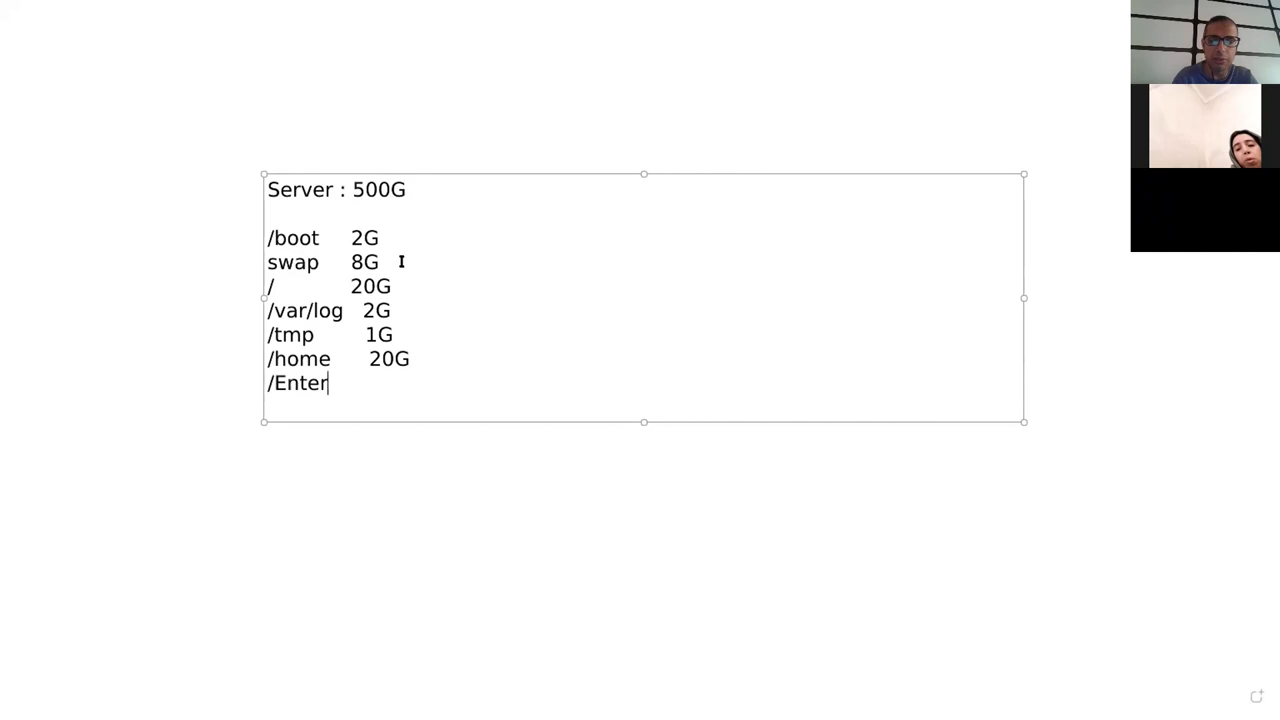 Server : 500G
/boot 2G
swap 8G
/ 20G
/var/log 2G
/tmp 1G
/home 20G
/Enter